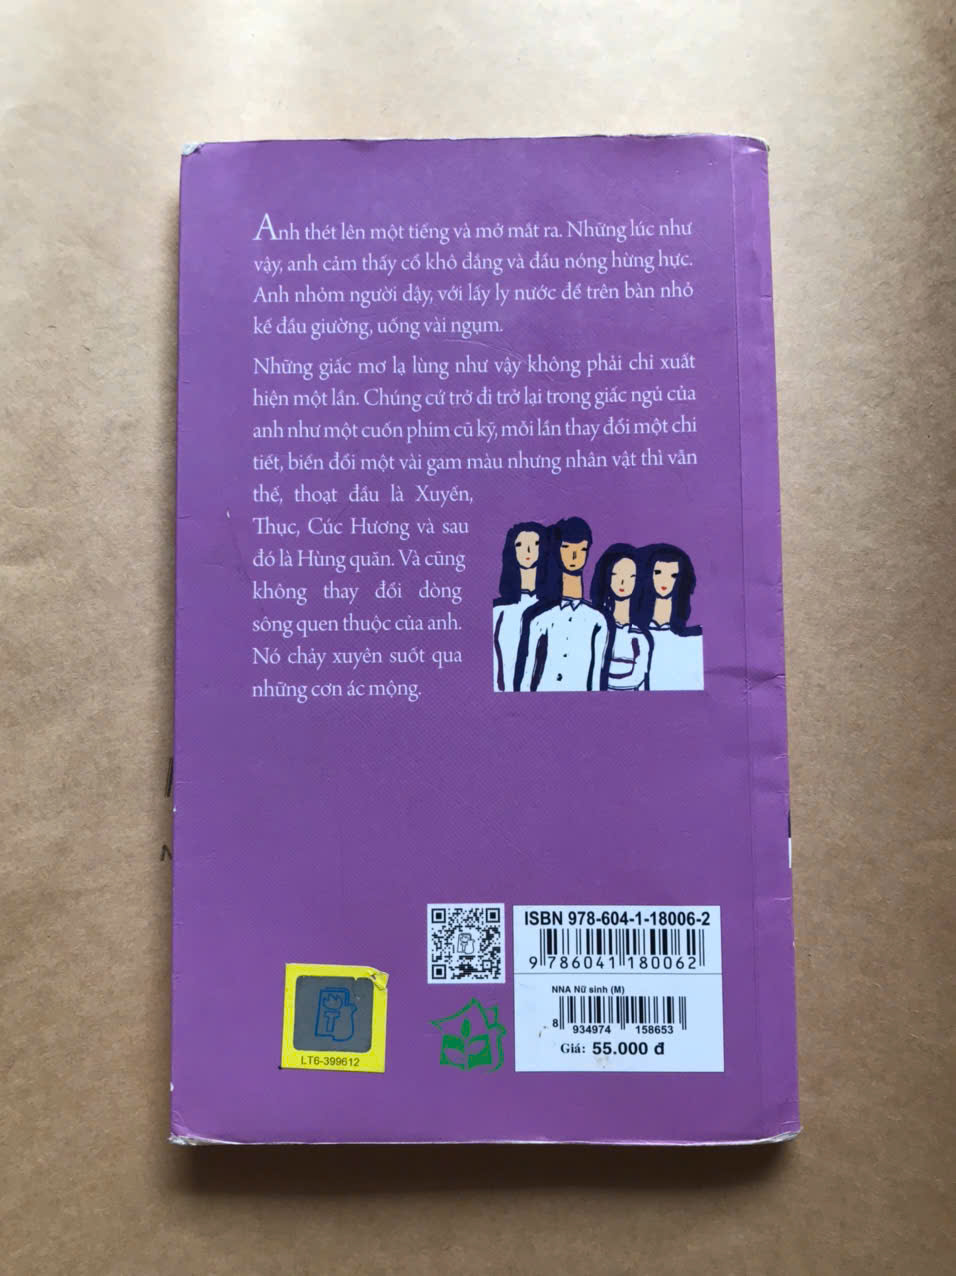 Anh thét lên một tiếng và mở mắt ra. Những lúc như
vậy, anh cảm thấy cổ khô đắng và đầu nóng hừng hực.
Anh nhỏm người dậy, với lấy ly nước để trên bàn nhỏ
kế đầu giường, uống vài ngụm.
Những giấc mơ lạ lùng như vậy không phải chỉ xuất
hiện một lần. Chúng cứ trở đi trở lại trong giấc ngủ của
anh như một cuốn phim cũ kỹ, mỗi lần thay đổi một chi
tiết, biến đổi một vài gam màu nhưng nhân vật thì vẫn
thế, thoạt đầu là Xuyến,
Thục, Cúc Hương và sau
đó là Hùng quăn. Và cũng
không thay đổi dòng
sông quen thuộc của anh.
Nó chảy xuyên suốt qua
những cơn ác mộng.
ISBN 978-604-1-18006-2
9 786041 180062
NNA Nữ sinh (M)
8 934974 158653
Giá: 55.000 đ
LT6-399612